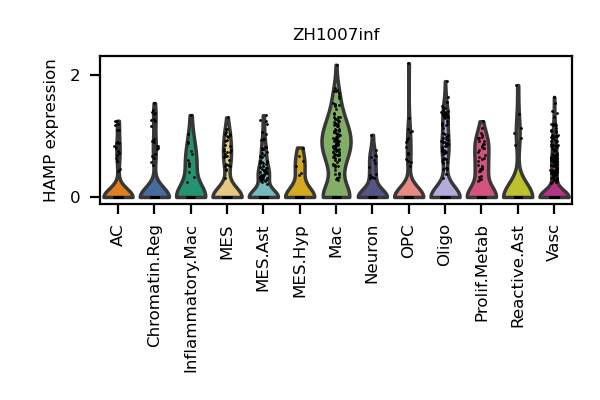 ZH1007inf
HAMP expression
2
0
AC
Chromatin.Reg
Inflammatory.Mac
MES
MES.Ast
MES.Hyp
Mac
Neuron
OPC
Oligo
Prolif.Metab
Reactive.Ast
Vasc